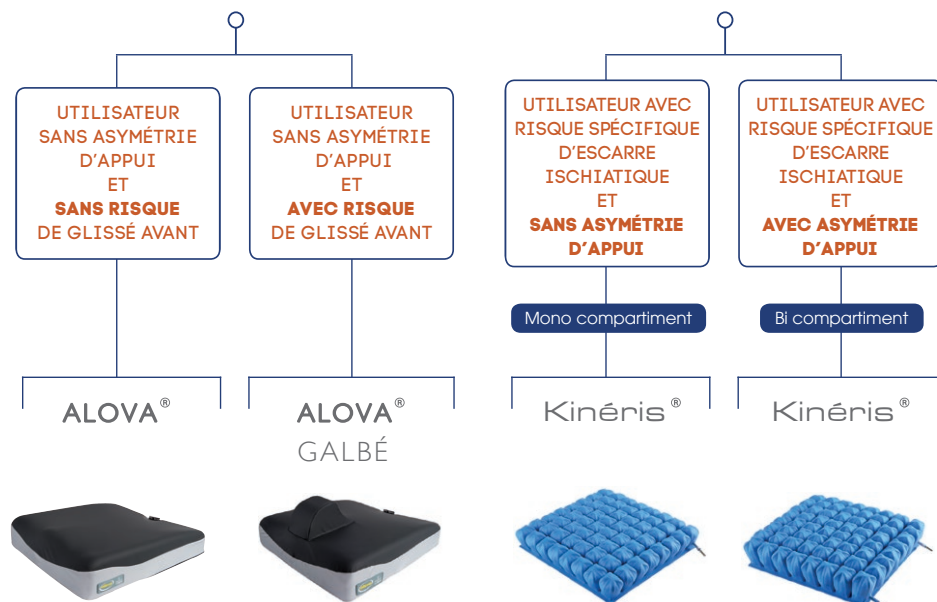 UTILISATEUR
SANS ASYMÉTRIE
D'APPUI
ET
SANS RISQUE
DE GLISSÉ AVANT
UTILISATEUR
SANS ASYMÉTRIE
D'APPUI
ET
AVEC RISQUE
DE GLISSÉ AVANT
UTILISATEUR AVEC
RISQUE SPÉCIFIQUE
D'ESCARRE
ISCHIATIQUE
ET
SANS ASYMÉTRIE
D'APPUI
UTILISATEUR AVEC
RISQUE SPÉCIFIQUE
D'ESCARRE
ISCHIATIQUE
ET
AVEC ASYMÉTRIE
D'APPUI
Mono compartiment
Bi compartiment
ALOVA®
ALOVA®
GALBÉ
Kinéris®
Kinéris®